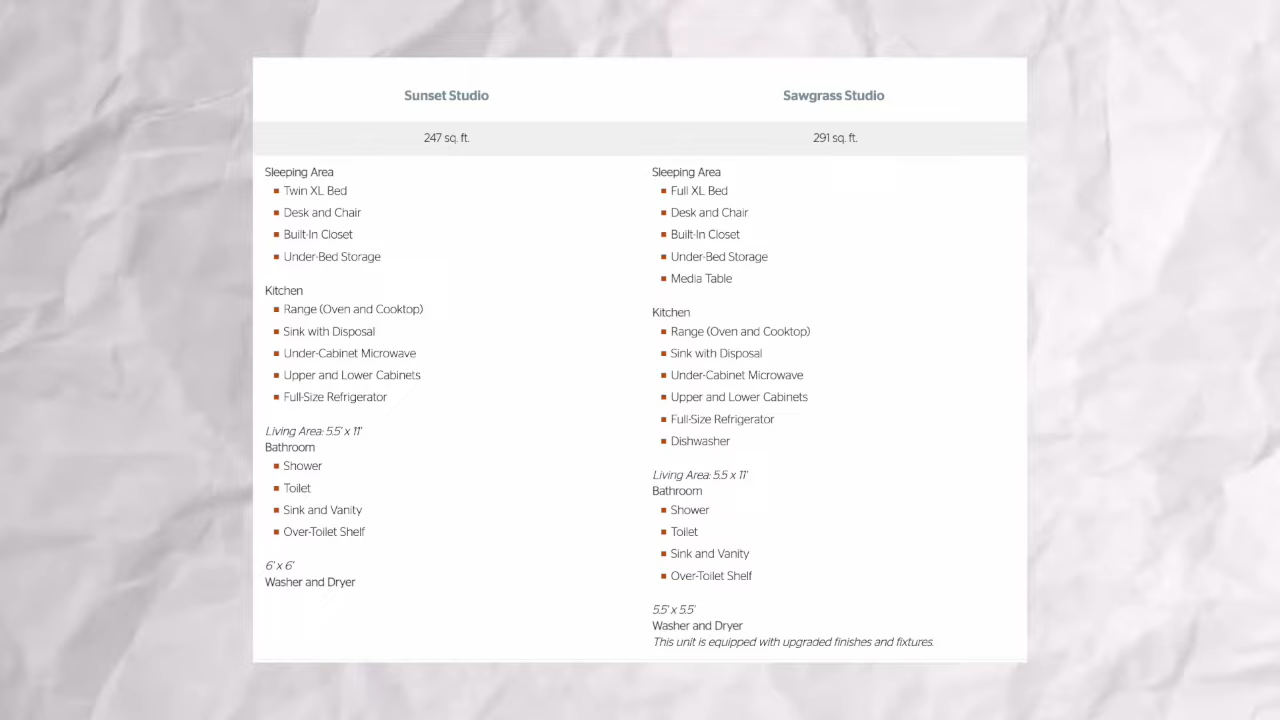 Sunset Studio
Sawgrass Studio
247 sq. ft.
291 sq. ft.
Sleeping Area
Twin XL Bed
Desk and Chair
Built-In Closet
Under-Bed Storage
Kitchen
Range (Oven and Cooktop)
Sink with Disposal
Under-Cabinet Microwave
Upper and Lower Cabinets
Full-Size Refrigerator
Living Area: 5.5' x 11'
Bathroom
Shower
Toilet
Sink and Vanity
Over-Toilet Shelf
6' x 6'
Washer and Dryer
Sleeping Area
Full XL Bed
Desk and Chair
Built-In Closet
Under-Bed Storage
Media Table
Kitchen
Range (Oven and Cooktop)
Sink with Disposal
Under-Cabinet Microwave
Upper and Lower Cabinets
Full-Size Refrigerator
Dishwasher
Living Area: 5.5 x 11'
Bathroom
Shower
Toilet
Sink and Vanity
Over-Toilet Shelf
5.5' x 5.5'
Washer and Dryer
This unit is equipped with upgraded finishes and fixtures.